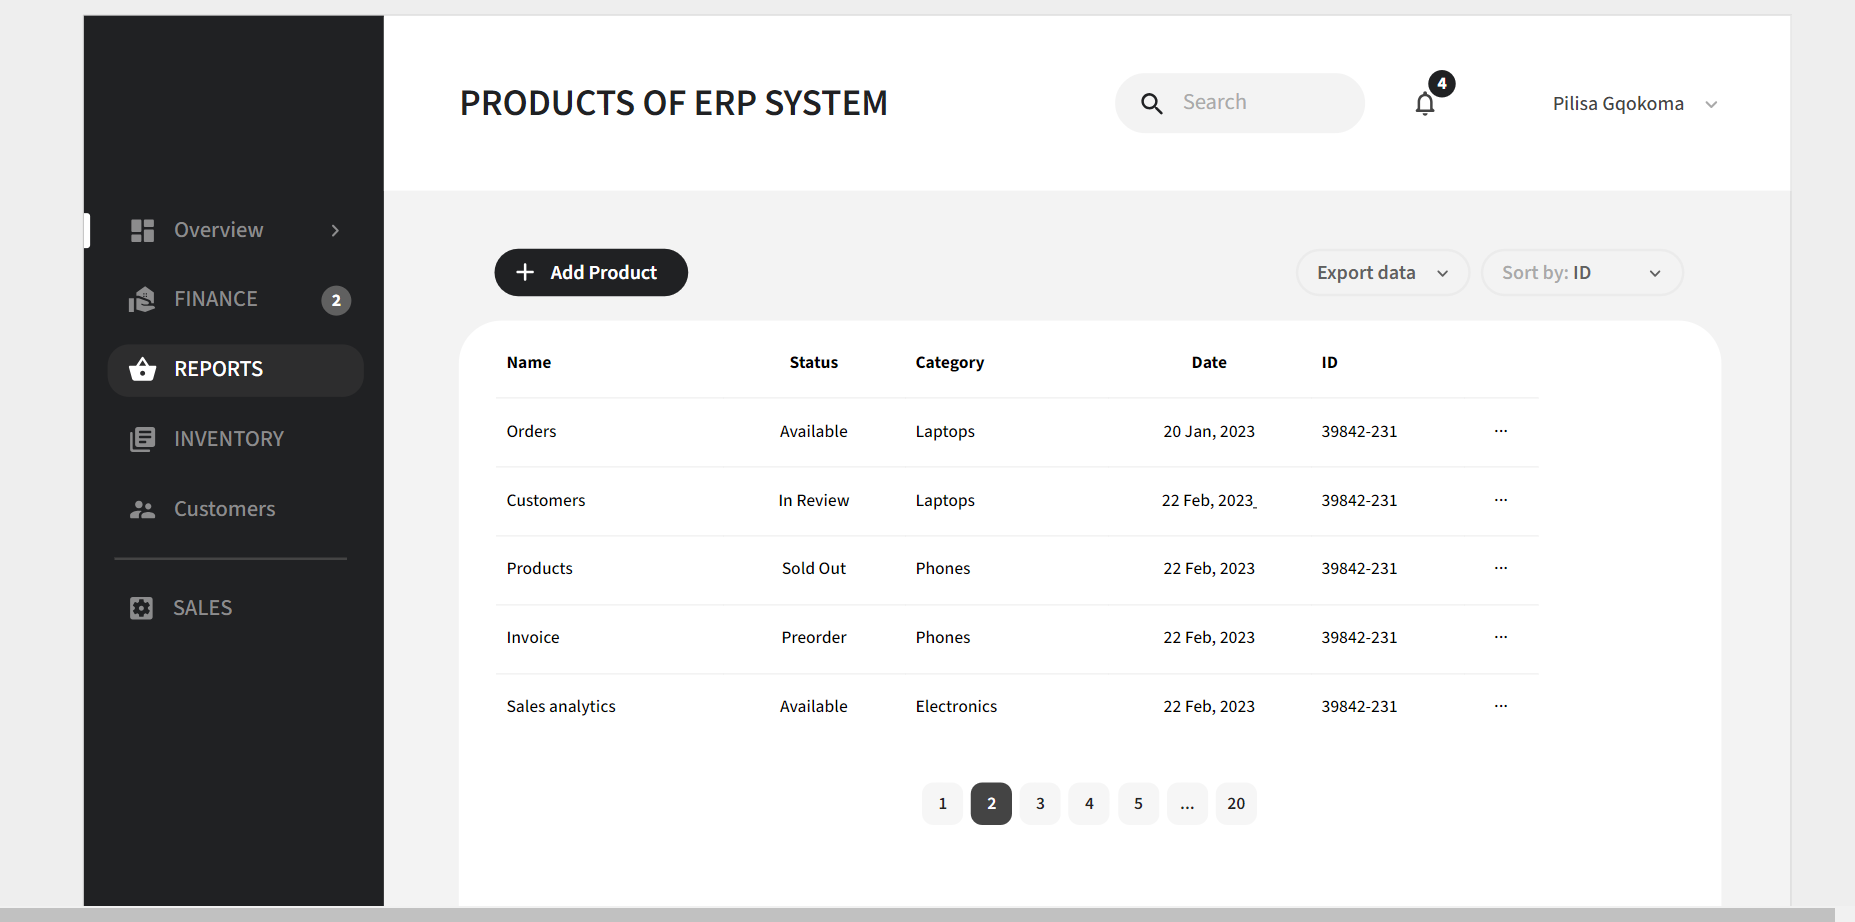 PRODUCTS OF ERP SYSTEM
Search
4
Pilisa Gqokoma
Overview
FINANCE 2
REPORTS
INVENTORY
Customers
SALES
Add Product
Export data
Sort by: ID
Name Status Category Date ID
Orders Available Laptops 20 Jan, 2023 39842-231 ...
Customers In Review Laptops 22 Feb, 2023_ 39842-231 ...
Products Sold Out Phones 22 Feb, 2023 39842-231 ...
Invoice Preorder Phones 22 Feb, 2023 39842-231 ...
Sales analytics Available Electronics 22 Feb, 2023 39842-231 ...
1 2 3 4 5 ... 20